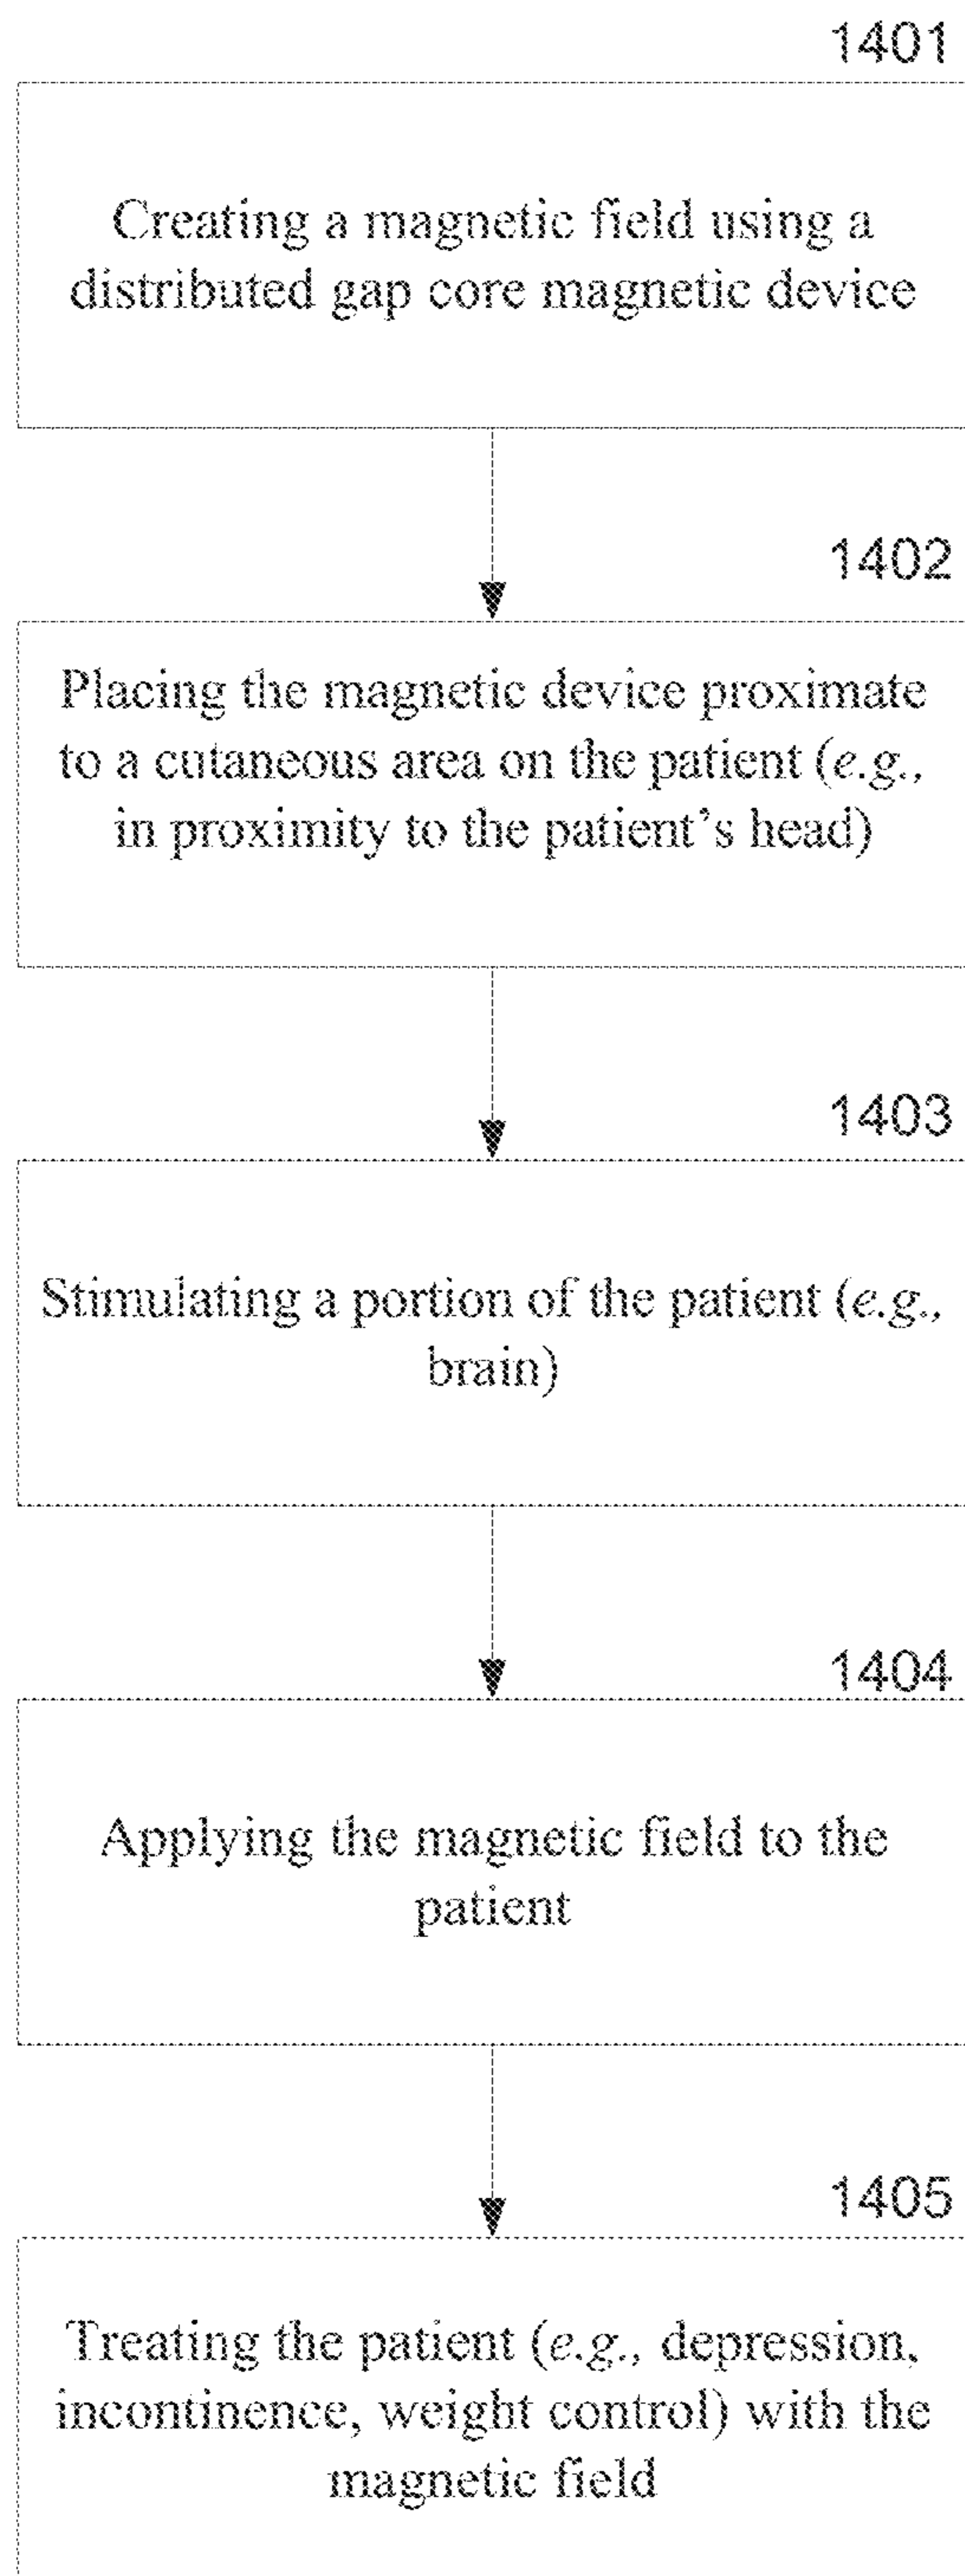 1401
Creating a magnetic field using a
distributed gap core magnetic device
1402
Placing the magnetic device proximate
to a cutaneous area on the patient (e.g.,
in proximity to the patient’s head)
1403
Stimulating a portion of the patient (e.g.,
brain)
1404
Applying the magnetic field to the
patient
1405
Treating the patient (e.g., depression,
incontinence, weight control) with the
magnetic field